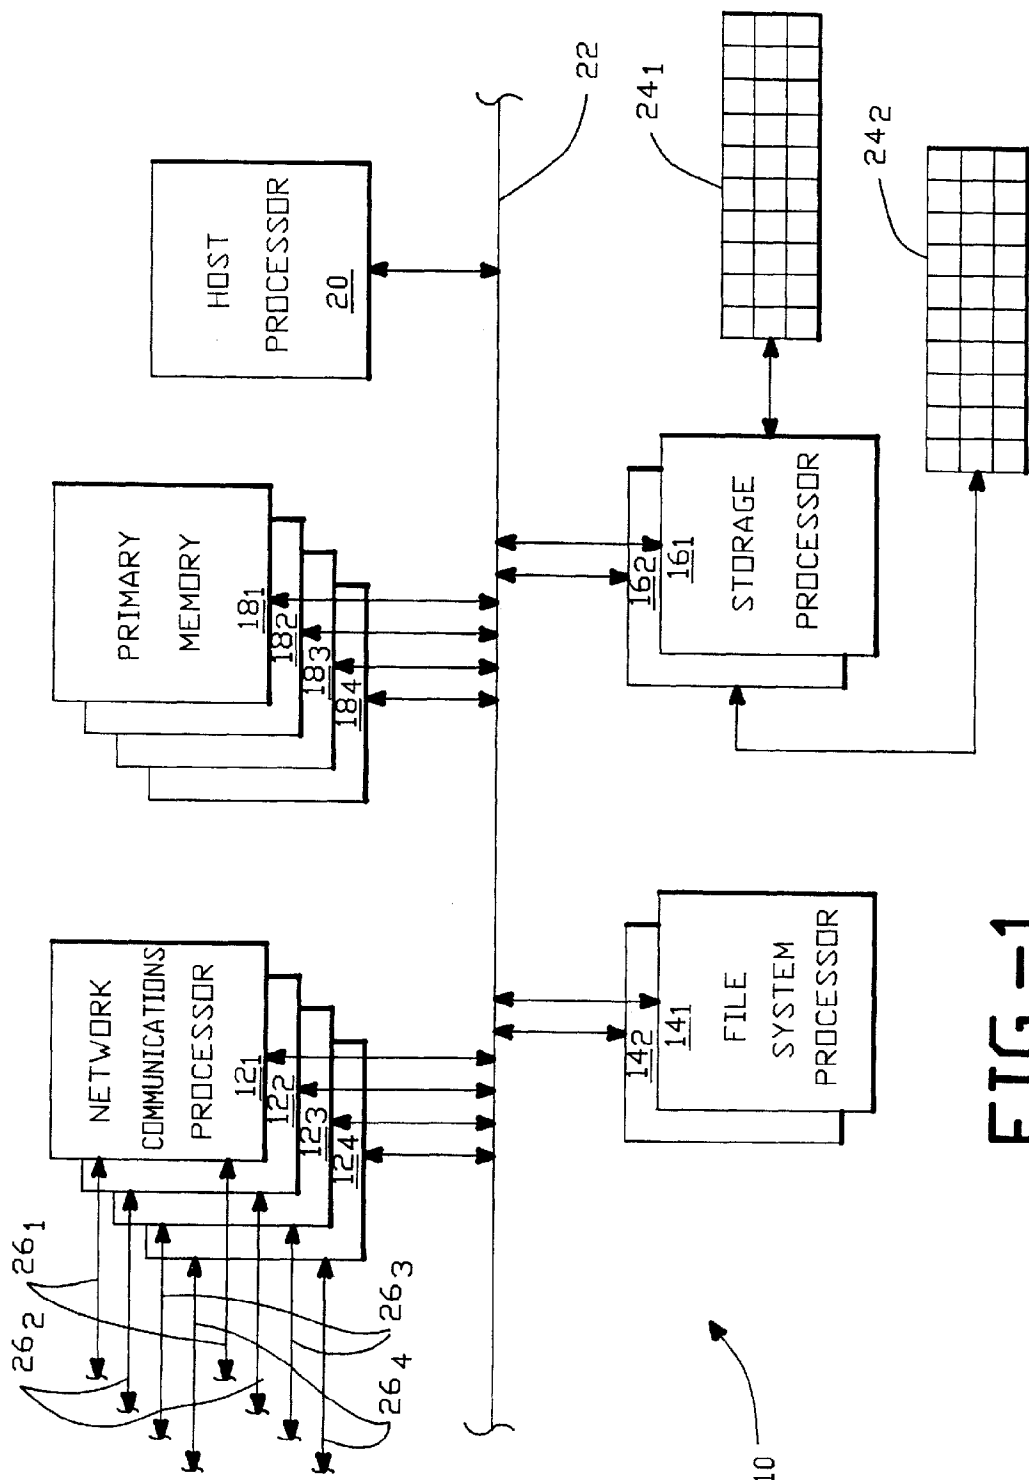 26₁
26₂
26₃
26₄
NETWORK
COMMUNICATIONS
PROCESSOR
12₁
12₂
12₃
12₄
PRIMARY
MEMORY
18₁
18₂
18₃
18₄
HOST
PROCESSOR
20
22
10
14₂
14₁
FILE
SYSTEM
PROCESSOR
16₂
16₁
STORAGE
PROCESSOR
24₁
24₂
FIG.-1